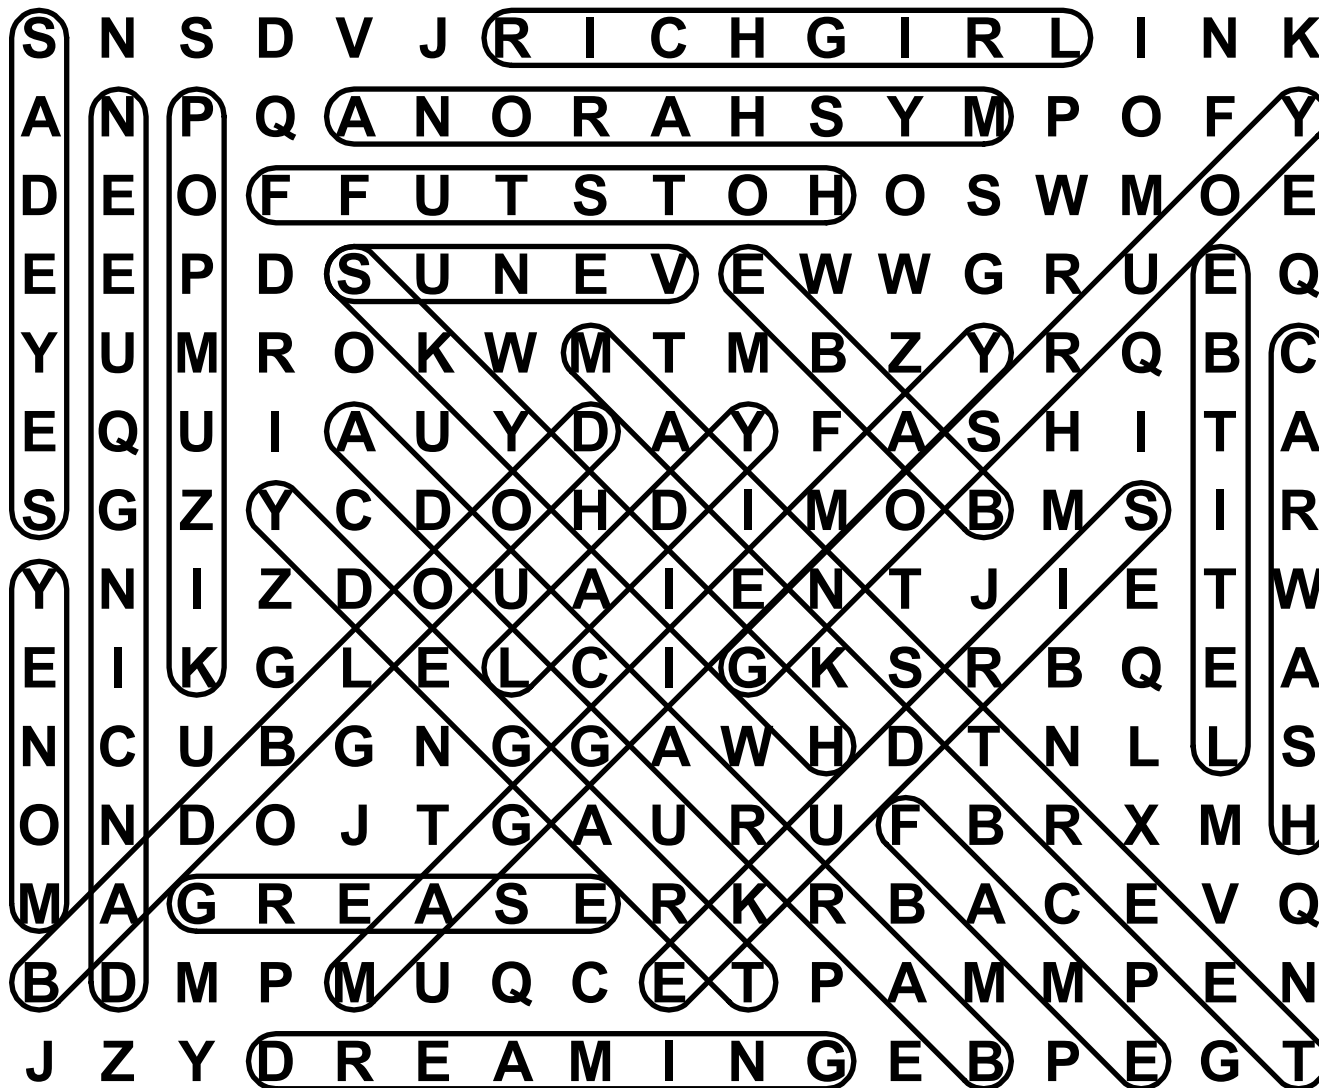 S N S D V J R I C H G I R L I N K
A N P Q A N O R A H S Y M P O F Y
D E O F F U T S T O H O S W M O E
E E P D S U N E V E W W G R U E Q
Y U M R O K W M T M B Z Y R Q B C
E Q U I A U Y D A Y F A S H I T A
S G Z Y C D O H D I M O B M S I R
Y N I Z D O U A I E N T J I E T W
E I K G L E L C I G K S R B Q E A
N C U B G N G G A W H D T N L L S
O N D O J T G A U R U F B R X M H
M A G R E A S E R K R B A C E V Q
B D M P M U Q C E T P A M M P E N
J Z Y D R E A M I N G E B P E G T